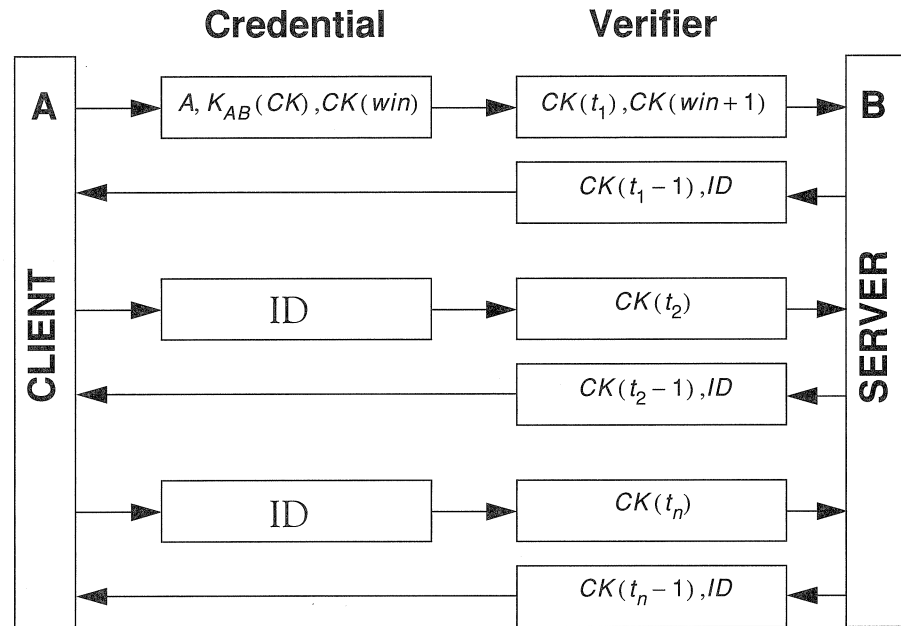 Credential Verifier
A A, K_AB(CK), CK(win) CK(t_1), CK(win+1) B
CK(t_1 − 1), ID
CLIENT
SERVER
ID CK(t_2)
CK(t_2 − 1), ID
ID CK(t_n)
CK(t_n − 1), ID